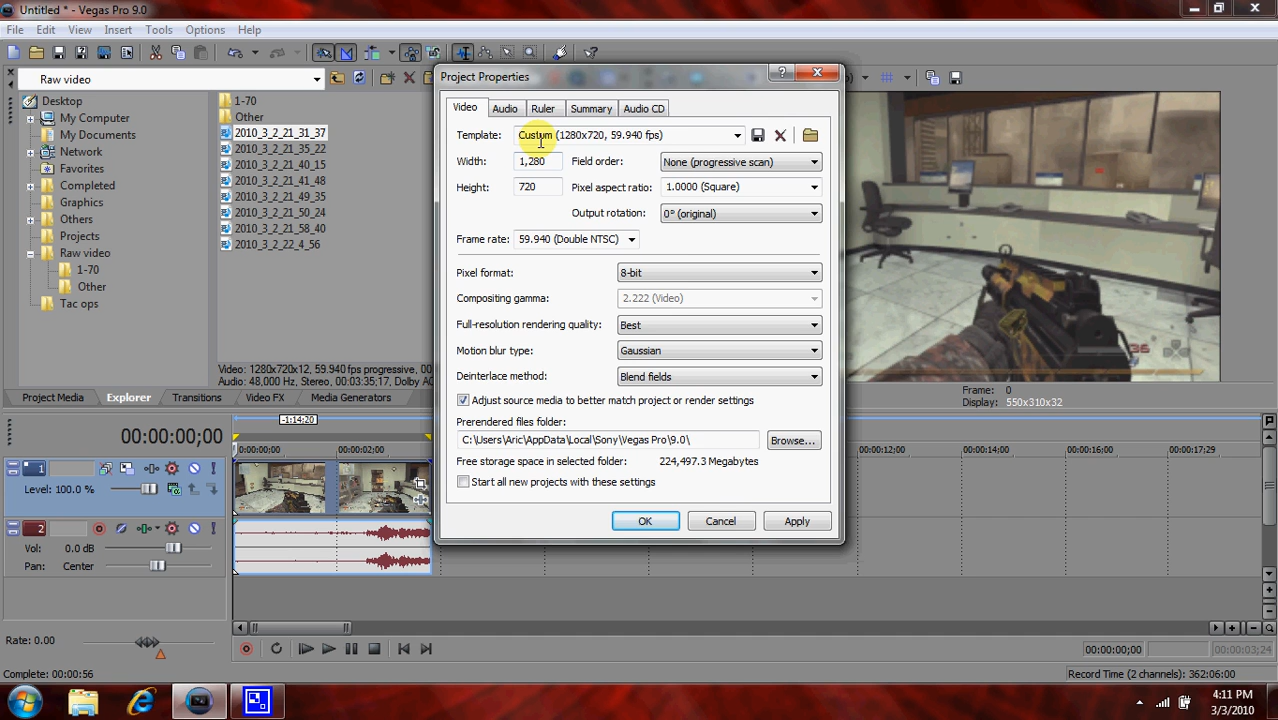 Untitled * - Vegas Pro 9.0
File Edit View Insert Tools Options Help
Raw video
Desktop
My Computer
My Documents
Network
Favorites
Completed
Graphics
Others
Projects
Raw video
1-70
Other
Tac ops
1-70
Other
2010_3_2_21_31_37
2010_3_2_21_35_22
2010_3_2_21_40_15
2010_3_2_21_41_48
2010_3_2_21_49_35
2010_3_2_21_50_24
2010_3_2_21_58_40
2010_3_2_22_4_56
Video: 1280x720x12, 59.940 fps progressive, 00
Audio: 48,000 Hz, Stereo, 00:03:35;17, Dolby AC
Project Media Explorer Transitions Video FX Media Generators
Project Properties
Video Audio Ruler Summary Audio CD
Template: Custom (1280x720, 59.940 fps)
Width: 1,280 Field order: None (progressive scan)
Height: 720 Pixel aspect ratio: 1.0000 (Square)
Output rotation: 0° (original)
Frame rate: 59.940 (Double NTSC)
Pixel format: 8-bit
Compositing gamma: 2.222 (Video)
Full-resolution rendering quality: Best
Motion blur type: Gaussian
Deinterlace method: Blend fields
Adjust source media to better match project or render settings
Prerendered files folder:
C:\Users\Aric\AppData\Local\Sony\Vegas Pro\9.0\ Browse...
Free storage space in selected folder: 224,497.3 Megabytes
Start all new projects with these settings
OK Cancel Apply
36
Frame: 0
Display: 550x310x32
-1:14:20
00:00:00;00
0:00:00;00 00:00:02;00 00:00:12;00 00:00:14;00 00:00:16;00 00:00:17;29
1
Level: 100.0 %
2
Vol: 0.0 dB
Pan: Center
Rate: 0.00
00:00:00;00 00:00:03;24
Complete: 00:00:56
Record Time (2 channels): 362:06:00
4:11 PM
3/3/2010